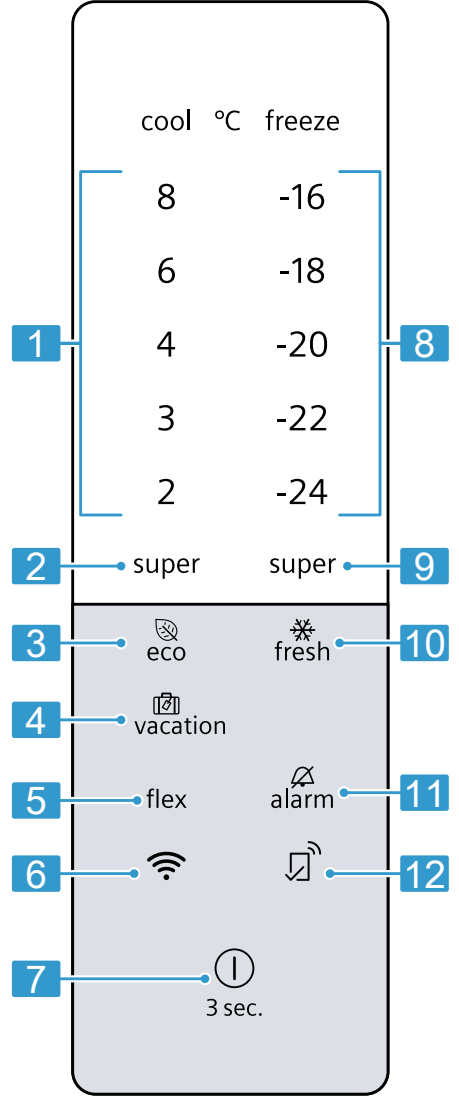 cool °C freeze
8 -16
6 -18
1 4 -20 8
3 -22
2 -24
2 super super 9
3 eco fresh 10
4 vacation
5 flex alarm 11
6 12
7
3 sec.